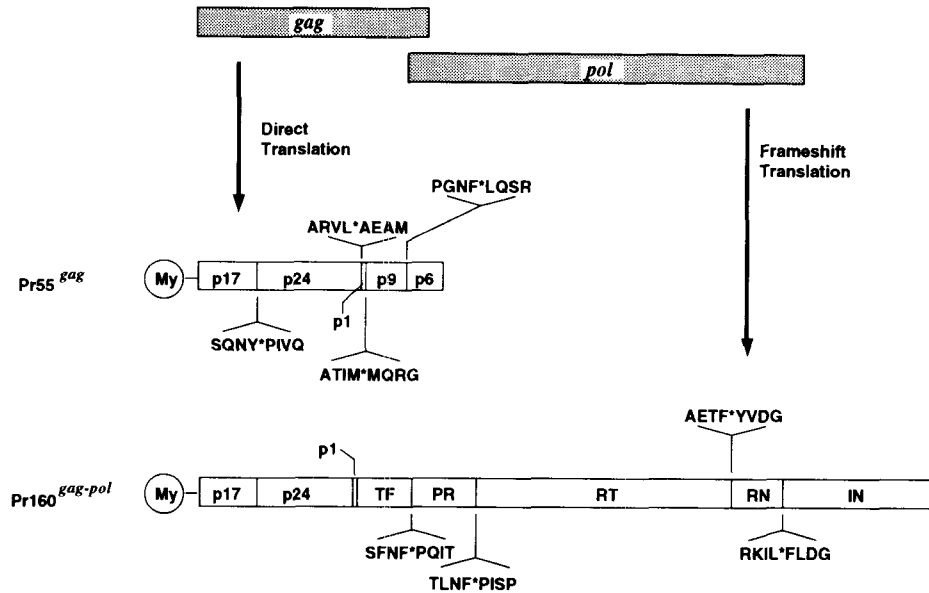 gag
pol
Direct
Translation
Frameshift
Translation
PGNF*LQSR
ARVL*AEAM
Pr55 gag
My
p17
p24
p9
p6
p1
SQNY*PIVQ
ATIM*MQRG
AETF*YVDG
p1
Pr160 gag-pol
My
p17
p24
TF
PR
RT
RN
IN
SFNF*PQIT
RKIL*FLDG
TLNF*PISP